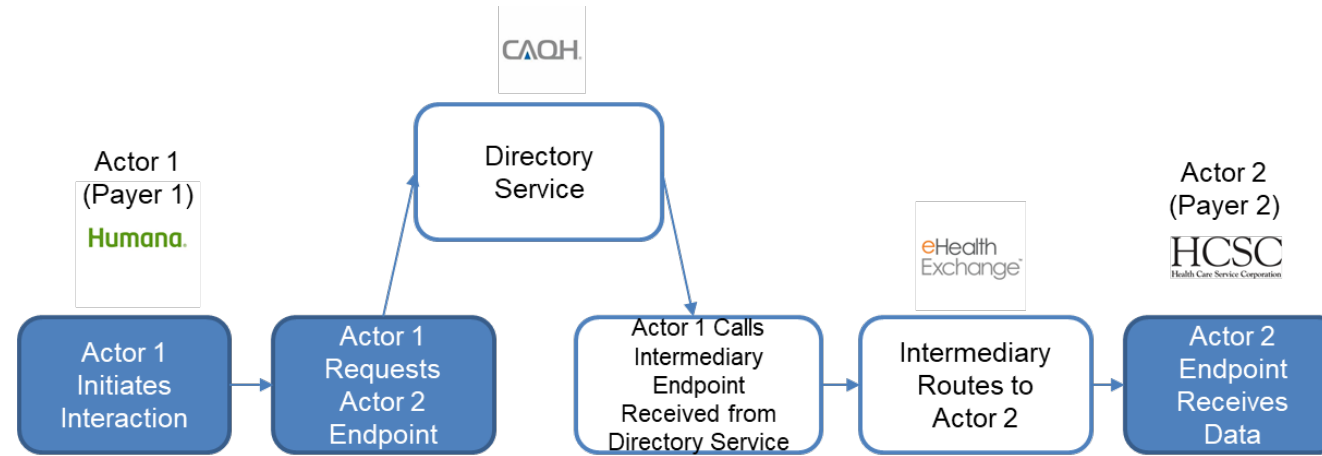 CAQH.
Directory
Service
Actor 1
(Payer 1)
Humana.
Actor 2
(Payer 2)
HCSC
Health Care Service Corporation
eHealth
Exchange™
Actor 1
Initiates
Interaction
Actor 1
Requests
Actor 2
Endpoint
Actor 1 Calls
Intermediary
Endpoint
Received from
Directory Service
Intermediary
Routes to
Actor 2
Actor 2
Endpoint
Receives
Data